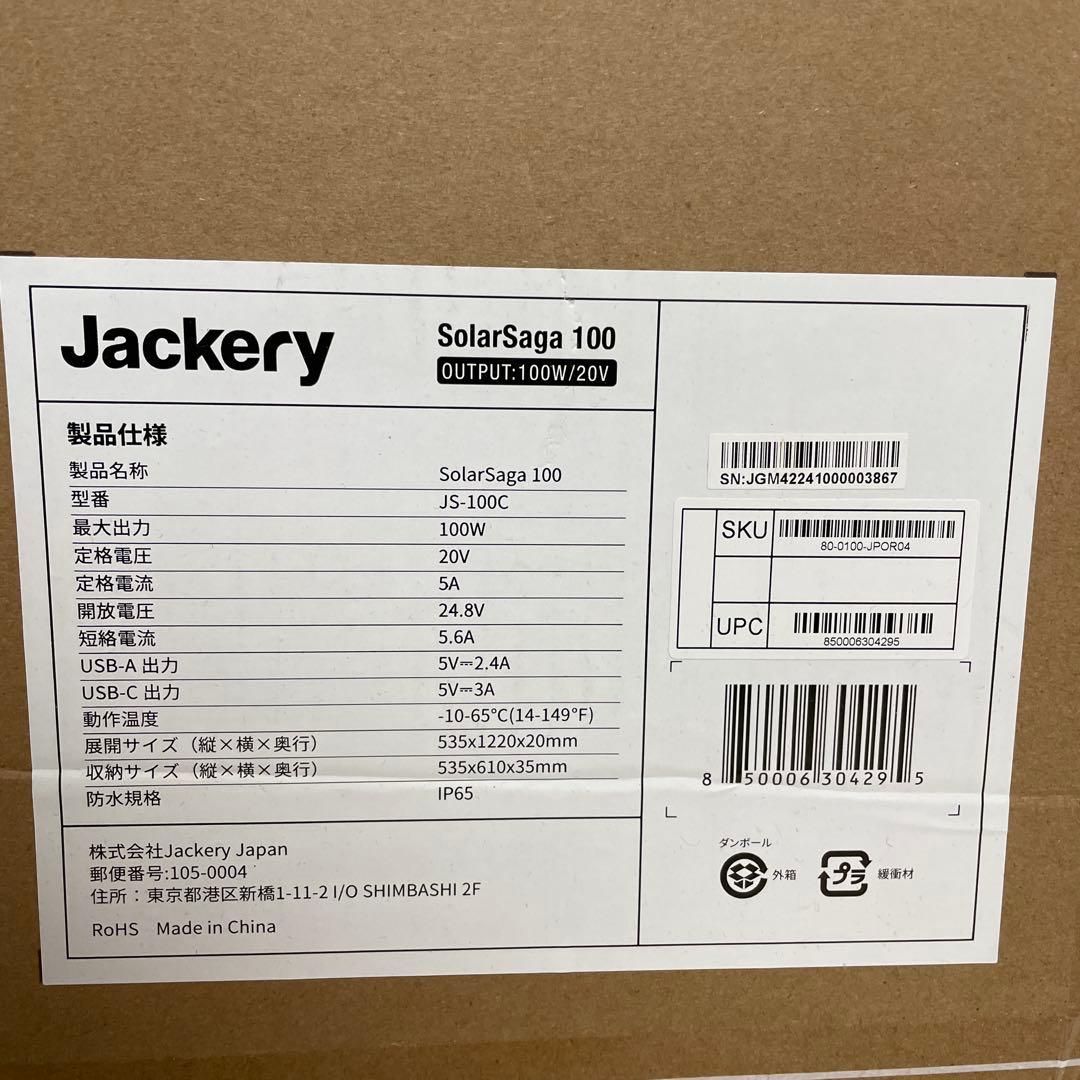 Jackery
SolarSaga 100
OUTPUT:100W/20V
製品仕様
製品名称 SolarSaga 100
型番 JS-100C
最大出力 100W
定格電圧 20V
定格電流 5A
開放電圧 24.8V
短絡電流 5.6A
USB-A 出力 5V⎓2.4A
USB-C 出力 5V⎓3A
動作温度 -10-65℃(14-149℉)
展開サイズ（縦×横×奥行） 535x1220x20mm
収納サイズ（縦×横×奥行） 535x610x35mm
防水規格 IP65
株式会社Jackery Japan
郵便番号:105-0004
住所：東京都港区新橋1-11-2 I/O SHIMBASHI 2F
RoHS Made in China
SN:JGM42241000003867
SKU
80-0100-JPOR04
UPC
850006304295
8 50006 30429 5
ダンボール
外箱
プラ
緩衝材